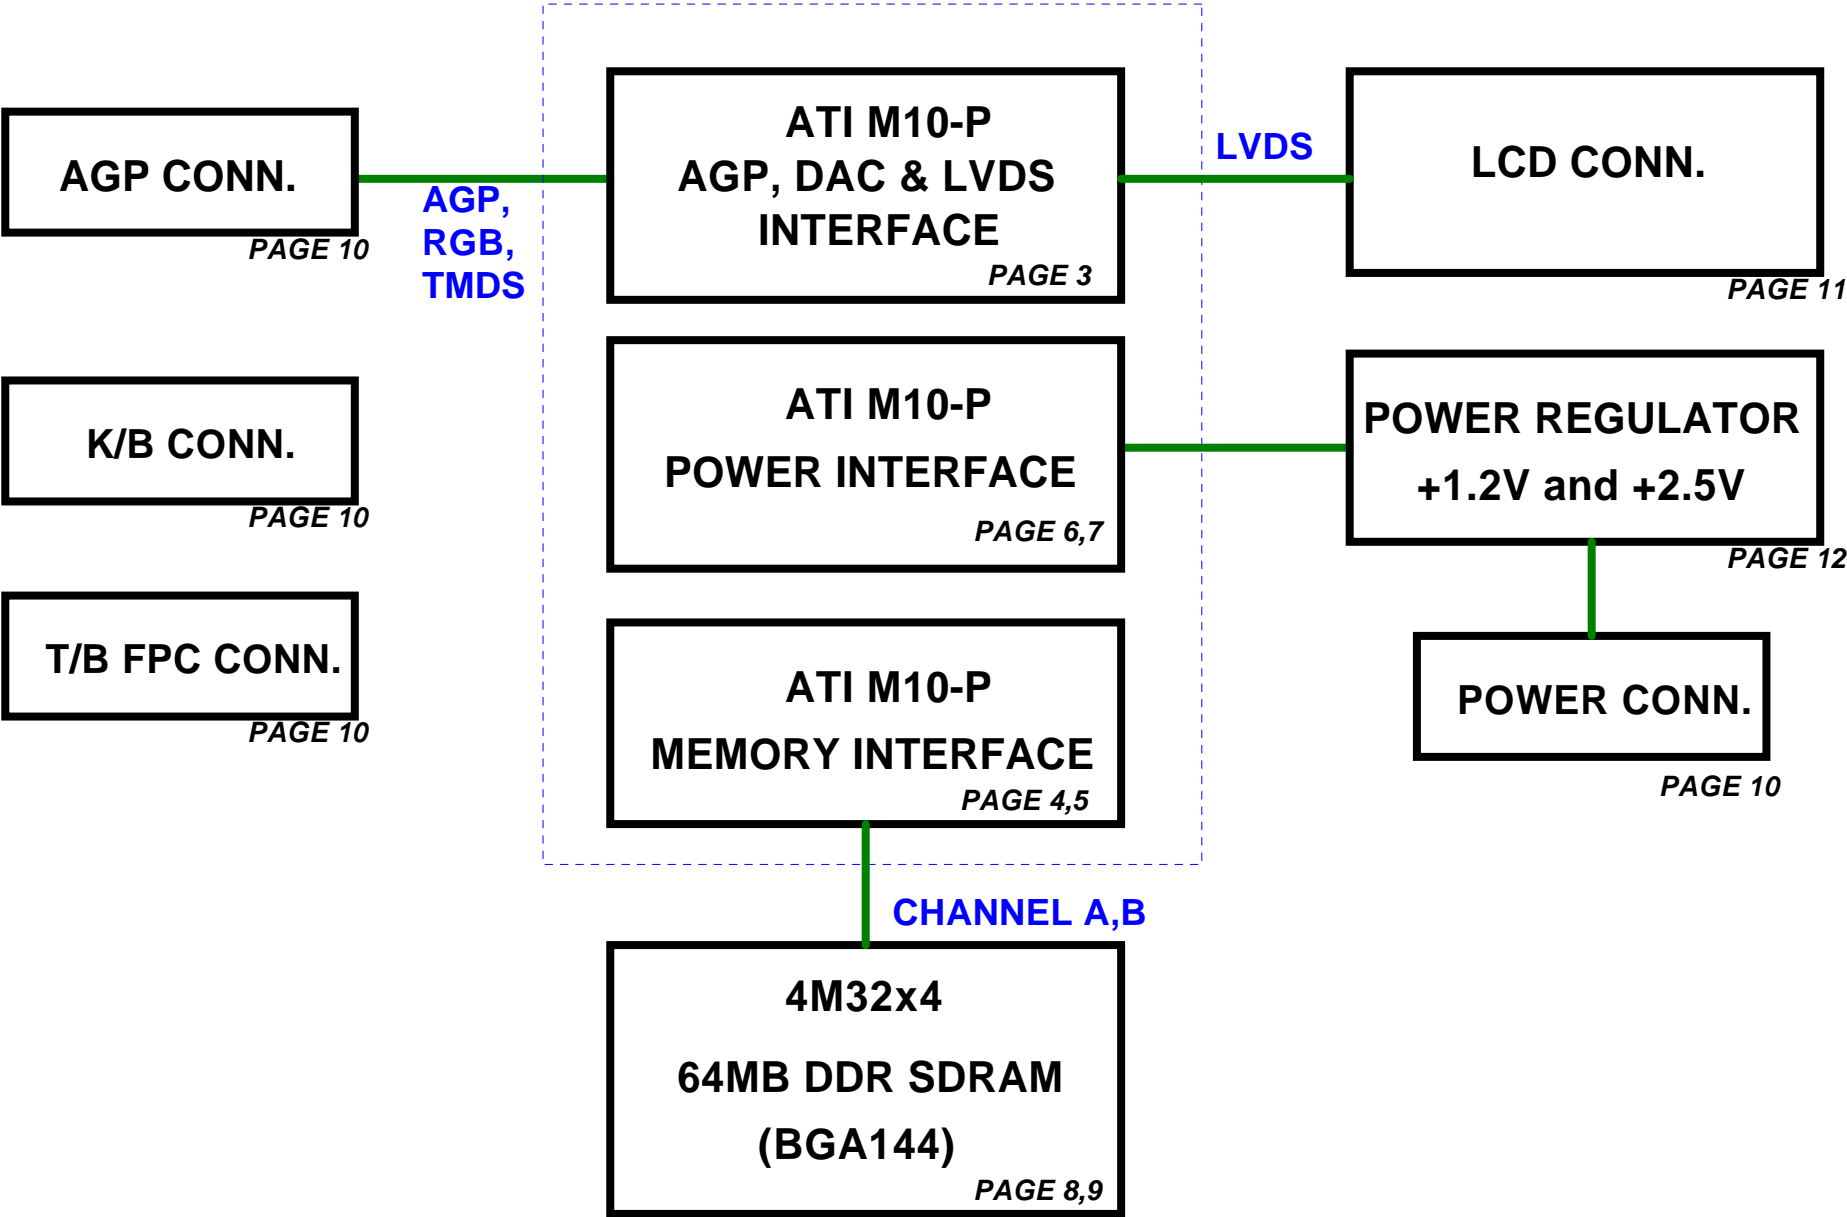 AGP CONN.
PAGE 10
AGP,
RGB,
TMDS
ATI M10-P
AGP, DAC & LVDS
INTERFACE
PAGE 3
LVDS
LCD CONN.
PAGE 11
K/B CONN.
PAGE 10
ATI M10-P
POWER INTERFACE
PAGE 6,7
POWER REGULATOR
+1.2V and +2.5V
PAGE 12
T/B FPC CONN.
PAGE 10
ATI M10-P
MEMORY INTERFACE
PAGE 4,5
POWER CONN.
PAGE 10
CHANNEL A,B
4M32x4
64MB DDR SDRAM
(BGA144)
PAGE 8,9